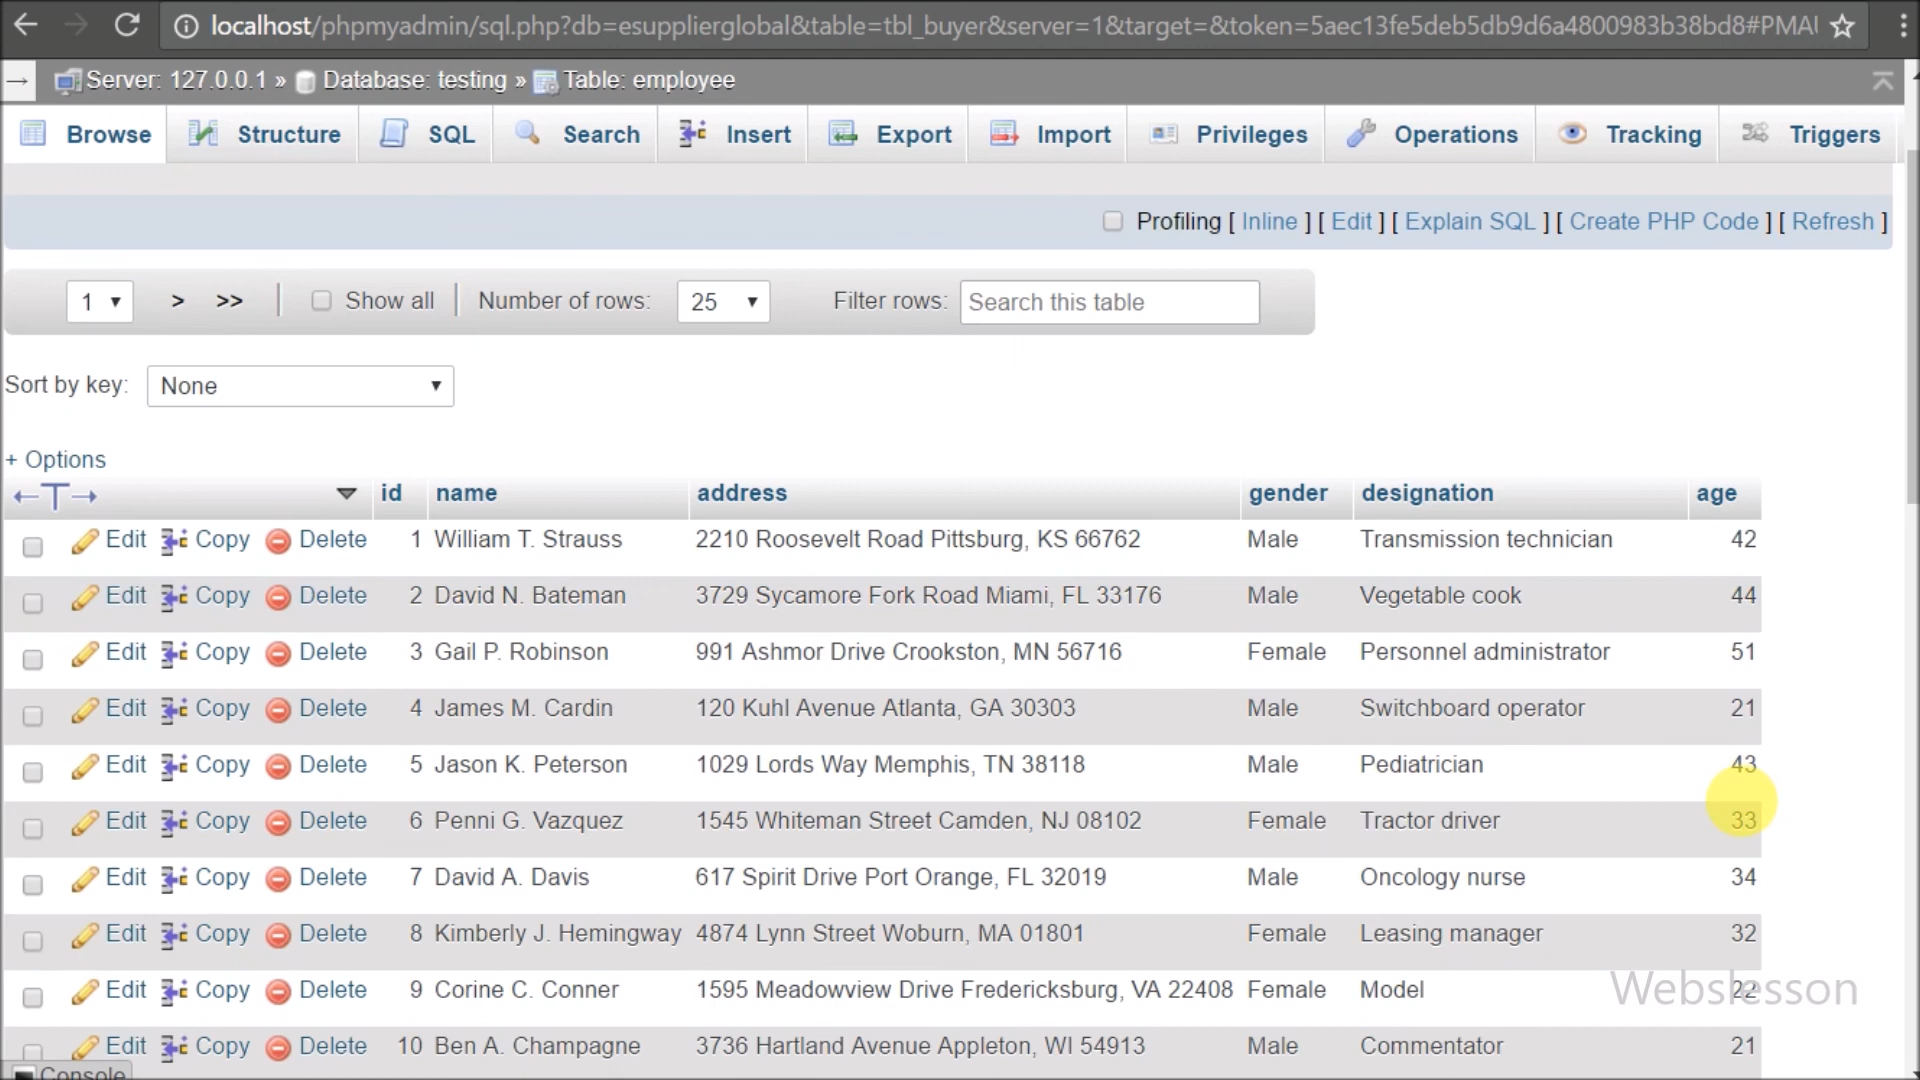 localhost/phpmyadmin/sql.php?db=esupplierglobal&table=tbl_buyer&server=1&target=&token=5aec13fe5deb5db9d6a4800983b38bd8#PMAU
Server: 127.0.0.1 » Database: testing » Table: employee
Browse Structure SQL Search Insert Export Import Privileges Operations Tracking Triggers
Profiling [ Inline ] [ Edit ] [ Explain SQL ] [ Create PHP Code ] [ Refresh ]
1 > >> | Show all | Number of rows: 25 Filter rows: Search this table
Sort by key: None
+ Options
←T→ id name address gender designation age
Edit Copy Delete 1 William T. Strauss 2210 Roosevelt Road Pittsburg, KS 66762 Male Transmission technician 42
Edit Copy Delete 2 David N. Bateman 3729 Sycamore Fork Road Miami, FL 33176 Male Vegetable cook 44
Edit Copy Delete 3 Gail P. Robinson 991 Ashmor Drive Crookston, MN 56716 Female Personnel administrator 51
Edit Copy Delete 4 James M. Cardin 120 Kuhl Avenue Atlanta, GA 30303 Male Switchboard operator 21
Edit Copy Delete 5 Jason K. Peterson 1029 Lords Way Memphis, TN 38118 Male Pediatrician 43
Edit Copy Delete 6 Penni G. Vazquez 1545 Whiteman Street Camden, NJ 08102 Female Tractor driver 33
Edit Copy Delete 7 David A. Davis 617 Spirit Drive Port Orange, FL 32019 Male Oncology nurse 34
Edit Copy Delete 8 Kimberly J. Hemingway 4874 Lynn Street Woburn, MA 01801 Female Leasing manager 32
Edit Copy Delete 9 Corine C. Conner 1595 Meadowview Drive Fredericksburg, VA 22408 Female Model 22
Webslesson
Edit Copy Delete 10 Ben A. Champagne 3736 Hartland Avenue Appleton, WI 54913 Male Commentator 21
Console